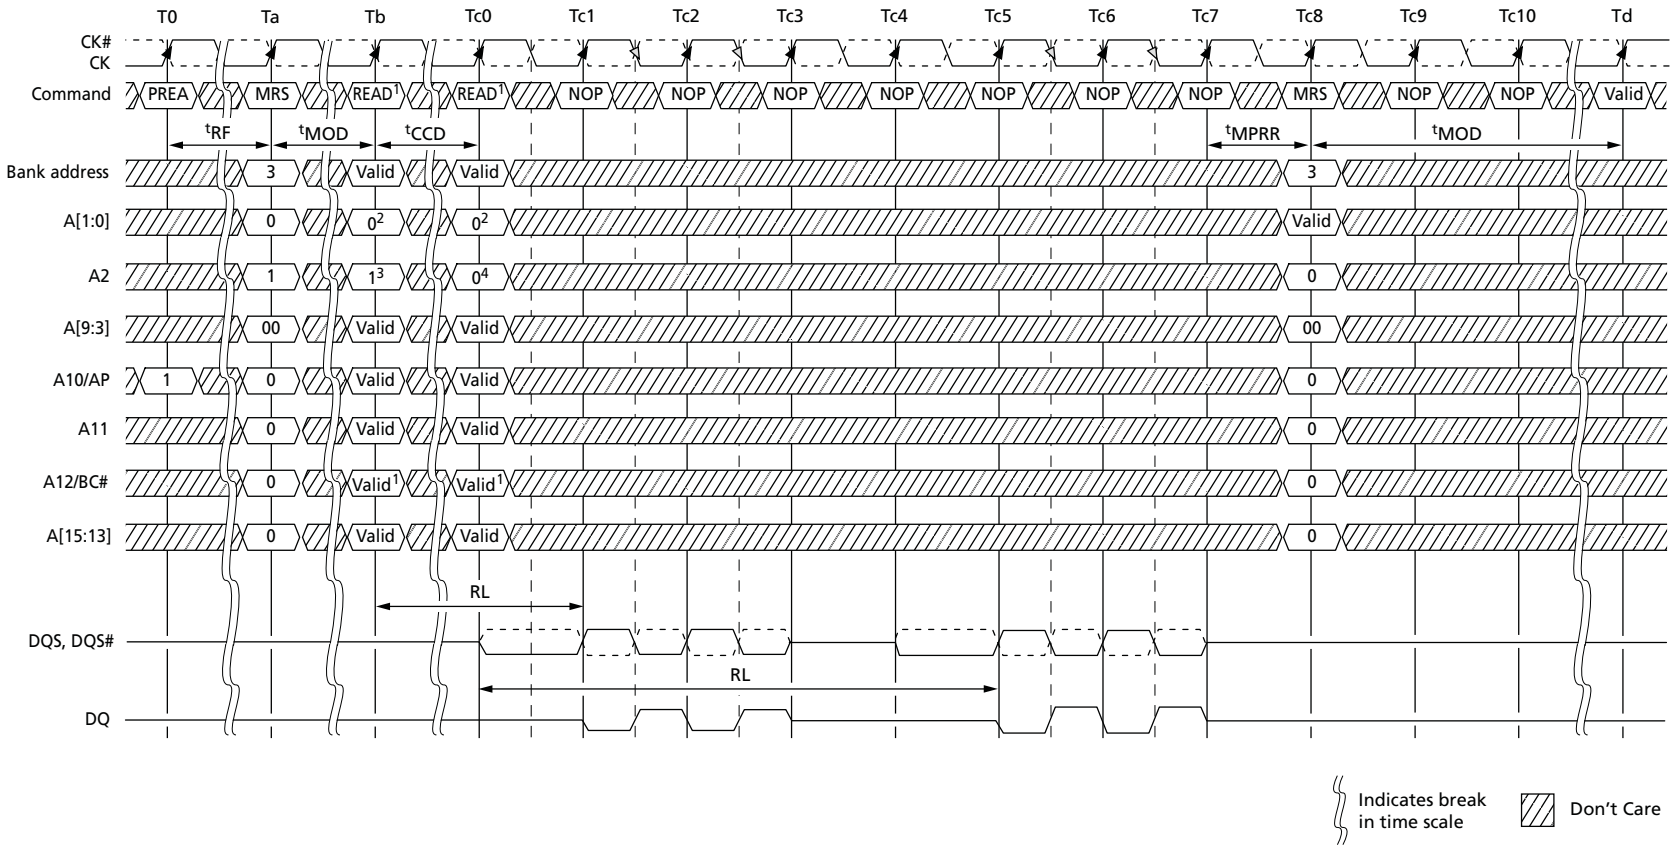 T0 Ta Tb Tc0 Tc1 Tc2 Tc3 Tc4 Tc5 Tc6 Tc7 Tc8 Tc9 Tc10 Td
CK#
CK
Command PREA MRS READ1 READ1 NOP NOP NOP NOP NOP NOP NOP MRS NOP NOP Valid
tRF tMOD tCCD tMPRR tMOD
Bank address 3 Valid Valid 3
A[1:0] 0 02 02 Valid
A2 1 13 04 0
A[9:3] 00 Valid Valid 00
A10/AP 1 0 Valid Valid 0
A11 0 Valid Valid 0
A12/BC# 0 Valid1 Valid1 0
A[15:13] 0 Valid Valid 0
RL
DQS, DQS#
RL
DQ
Indicates break
in time scale
Don't Care